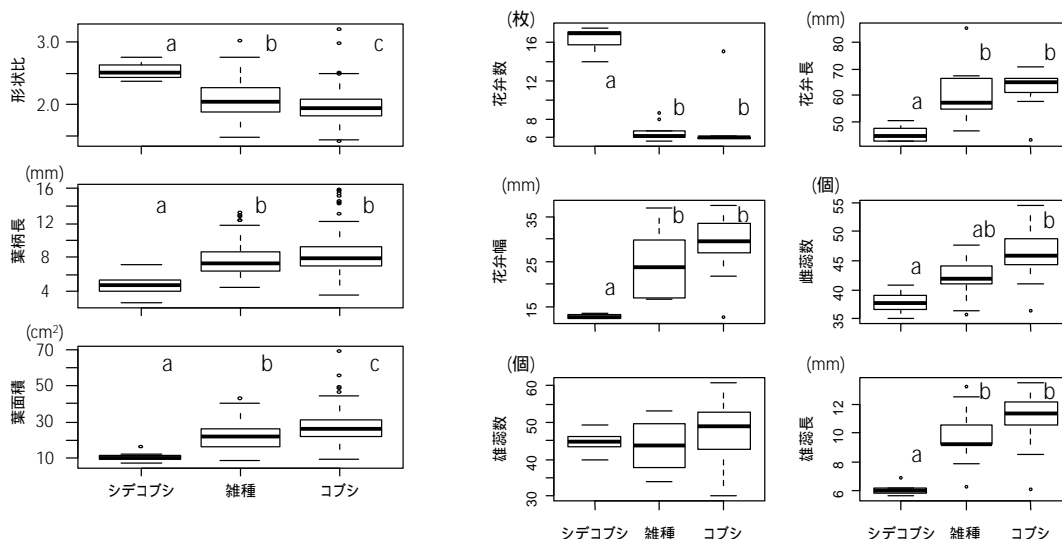 形状比
3.0
2.0
a
b
c
(mm)
葉柄長
16
12
8
4
a
b
b
(cm²)
葉面積
70
50
30
10
a
b
c
シデコブシ 雑種 コブシ
(枚)
花弁数
16
12
8
6
a
b
b
(mm)
花弁長
80
70
60
50
a
b
b
(mm)
花弁幅
35
25
15
a
b
b
(個)
雌蕊数
55
50
45
40
35
a
ab
b
(個)
雄蕊数
60
50
40
30
シデコブシ 雑種 コブシ
(mm)
雄蕊長
12
10
8
6
a
b
b
シデコブシ 雑種 コブシ